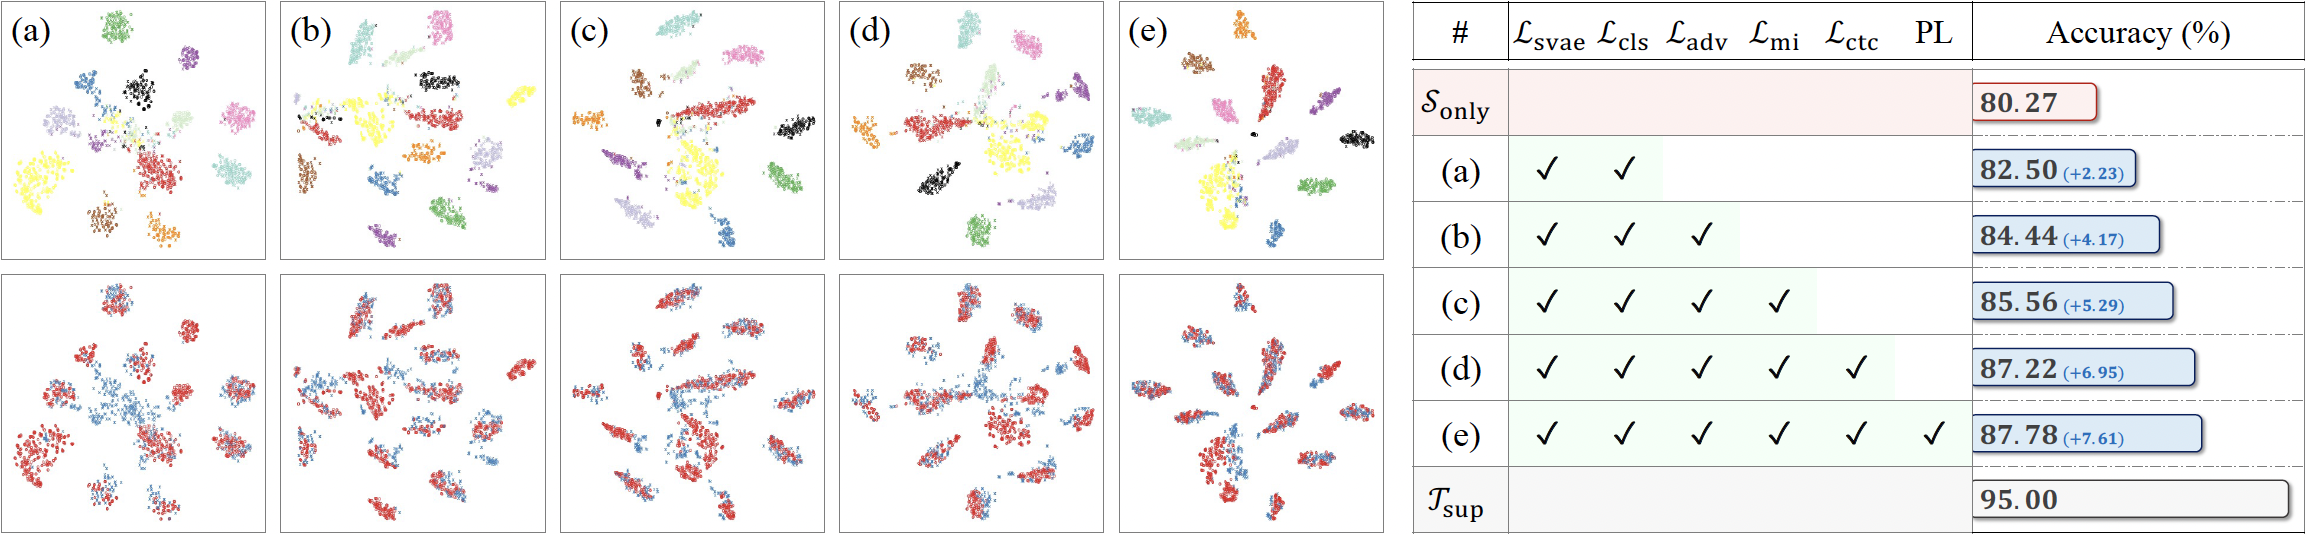 (a) (b) (c) (d) (e)
# ℒsvae ℒcls ℒadv ℒmi ℒctc PL Accuracy (%)
𝒮only 80.27
(a) ✓ ✓ 82.50 (+2.23)
(b) ✓ ✓ ✓ 84.44 (+4.17)
(c) ✓ ✓ ✓ ✓ 85.56 (+5.29)
(d) ✓ ✓ ✓ ✓ ✓ 87.22 (+6.95)
(e) ✓ ✓ ✓ ✓ ✓ ✓ 87.78 (+7.61)
𝒯sup 95.00